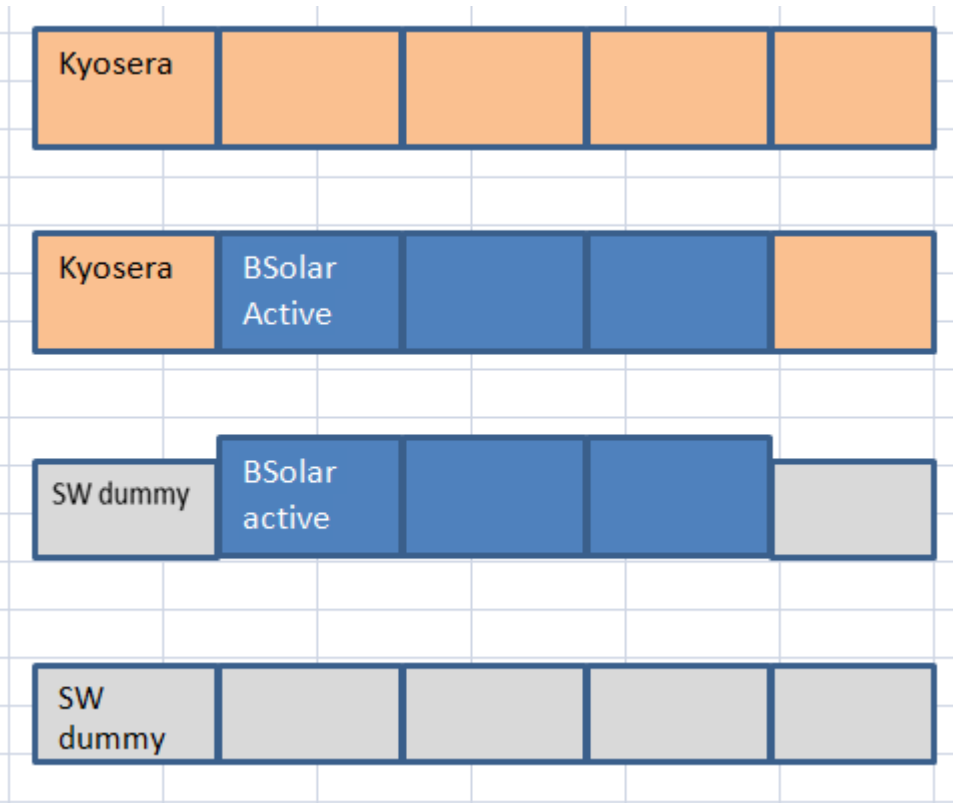 Kyosera
Kyosera
BSolar
Active
SW dummy
BSolar
active
SW
dummy